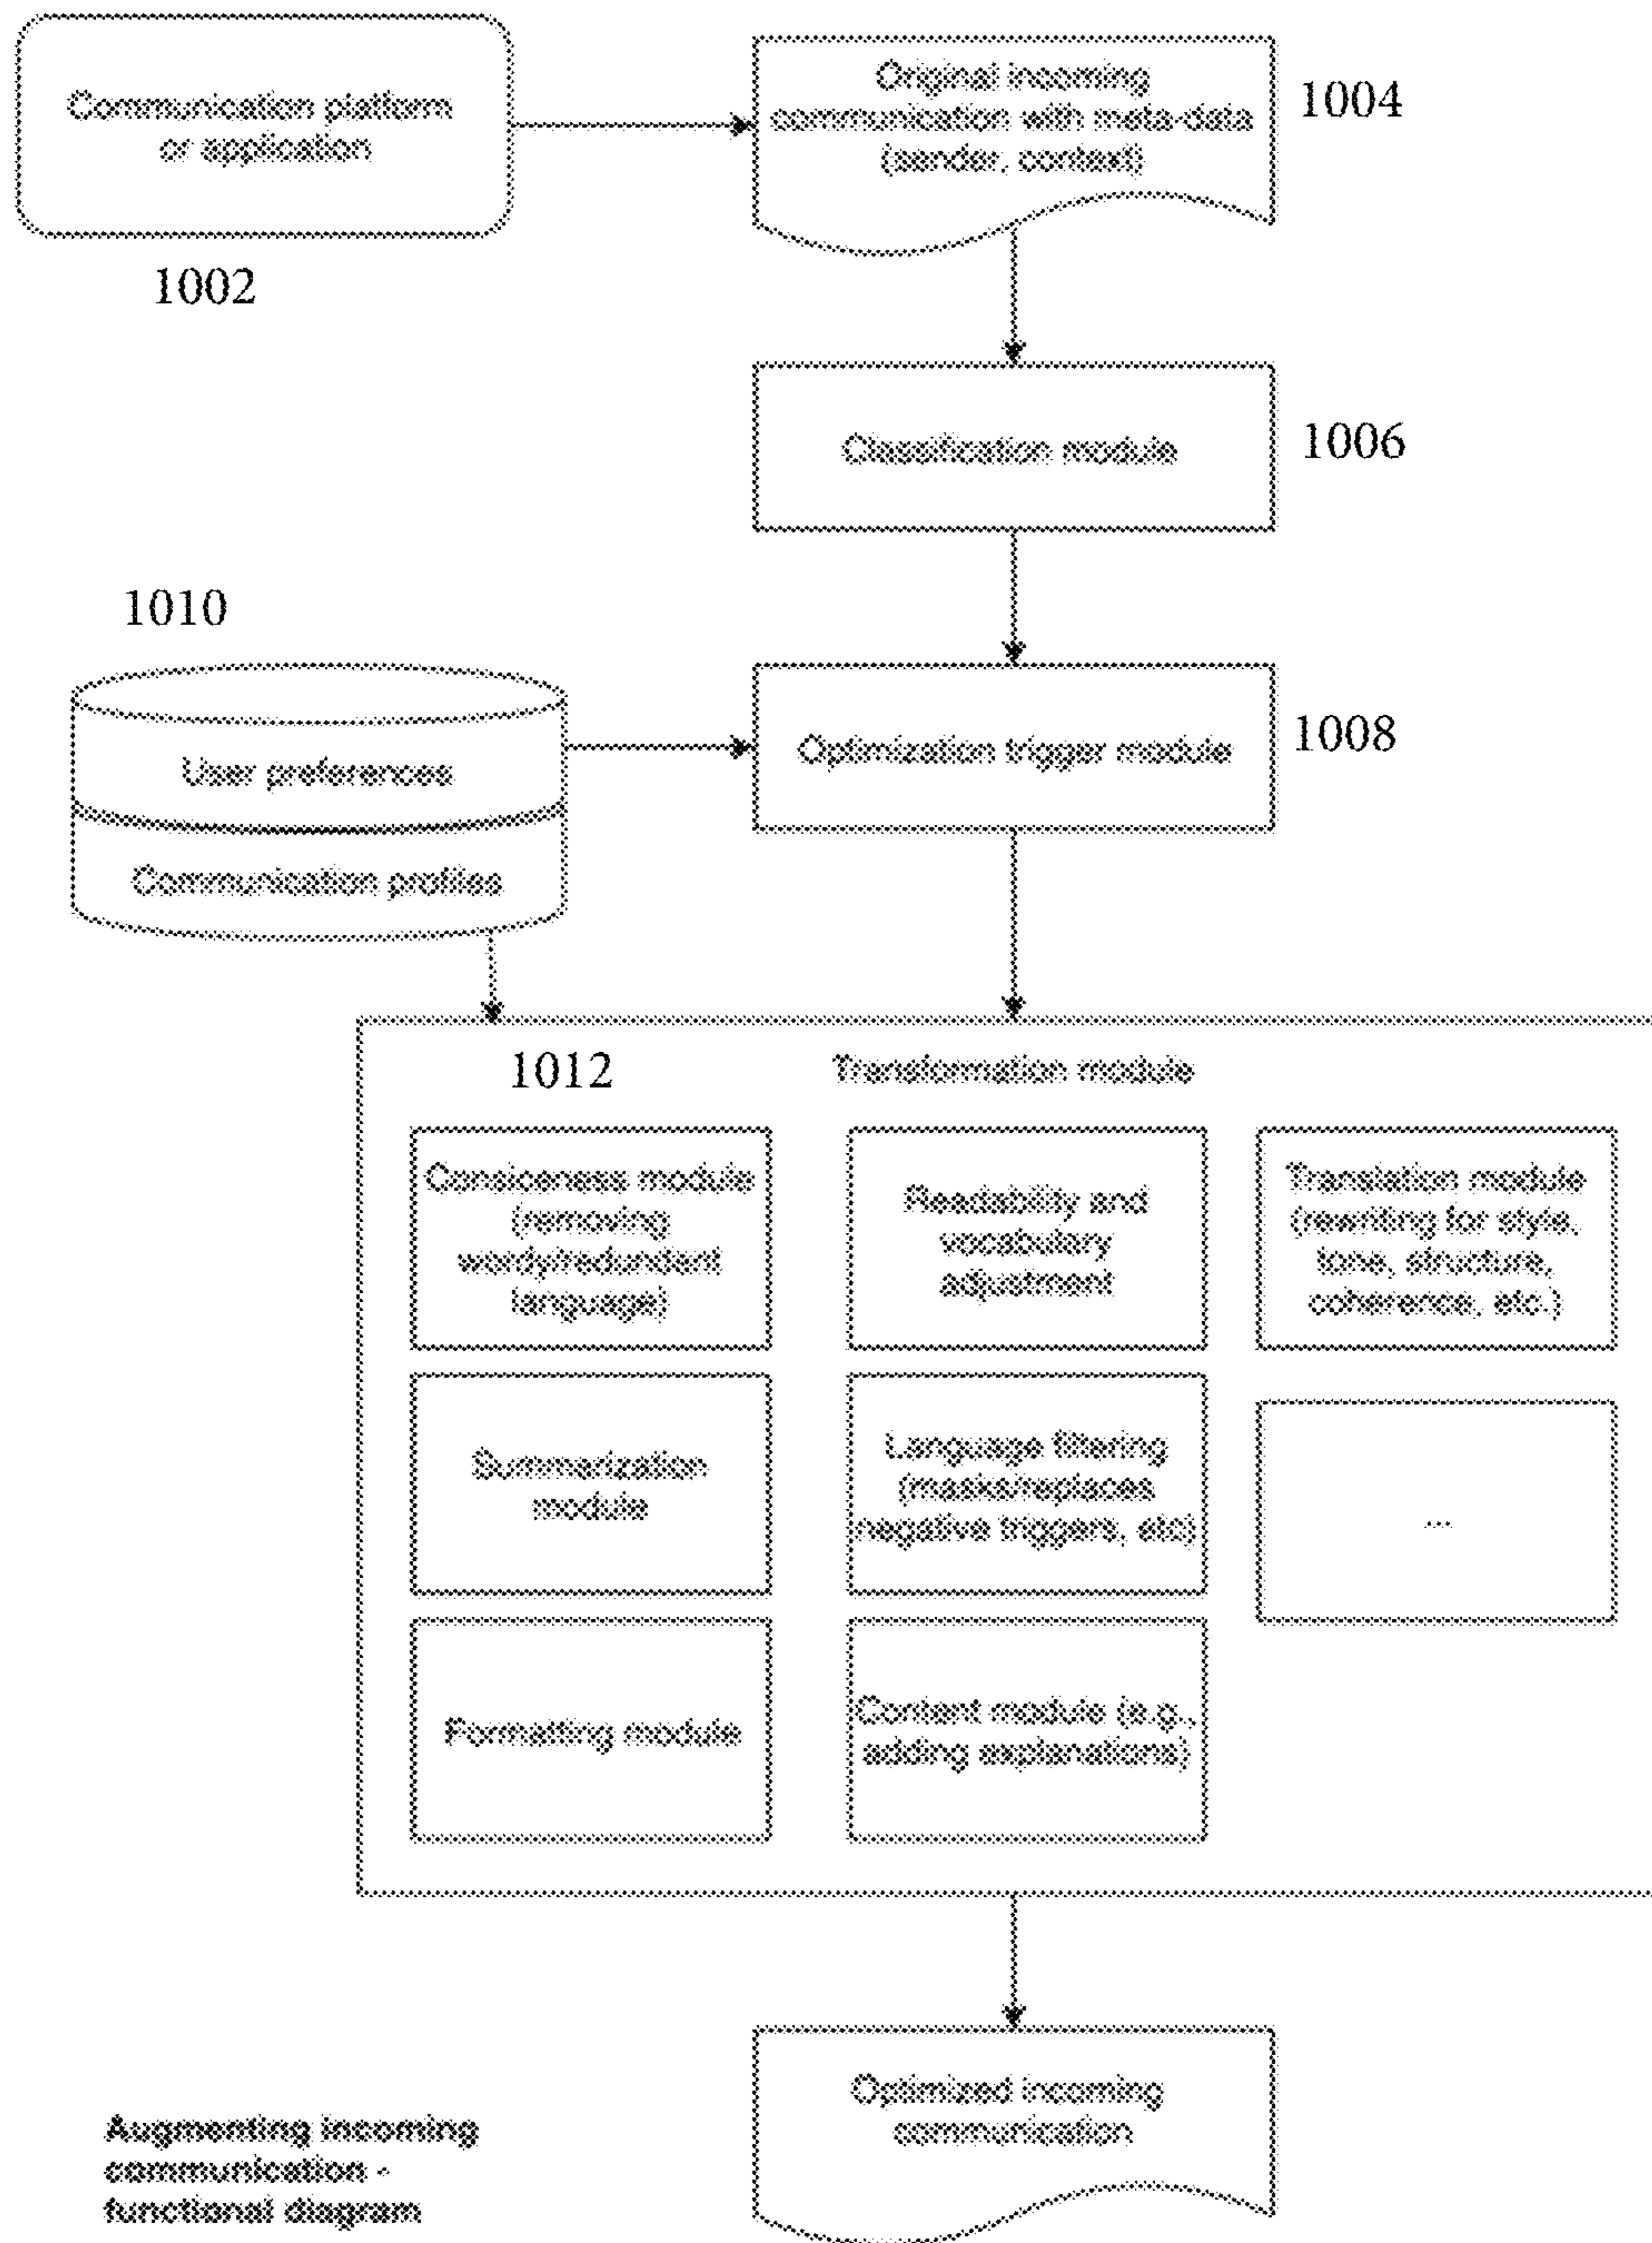 Communication platform
or application
1002
Original incoming
communication with meta-data
(sender, context)
1004
Classification module
1006
1010
User preferences
Communication profiles
Optimization trigger module
1008
1012
Transformation module
Consiceness module
(removing
wordy/redundant
language)
Readability and
vocabulary
adjustment
Translation module
(rewriting for style,
tone, structure,
coherence, etc.)
Summarization
module
Language filtering
(masks/replaces
negative triggers, etc)
...
Formatting module
Content module (e.g.,
adding explanations)
Optimized incoming
communication
Augmenting incoming
communication -
functional diagram